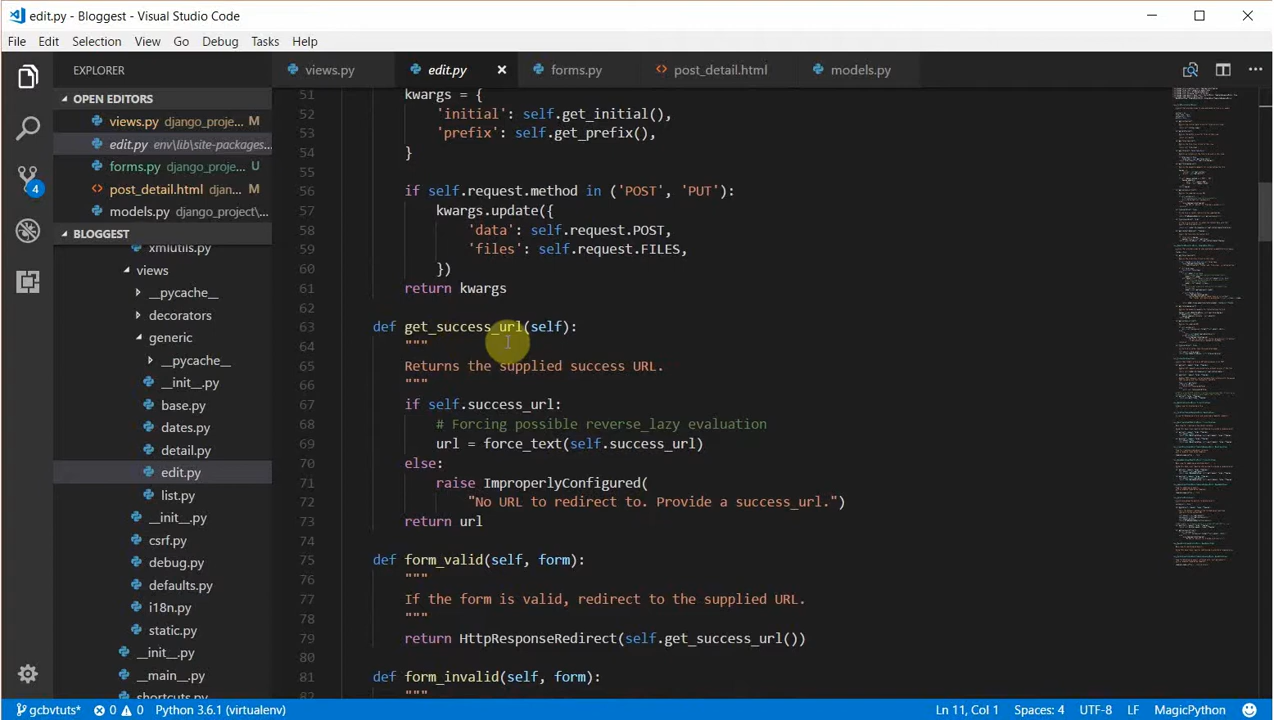 edit.py - Bloggest - Visual Studio Code
File Edit Selection View Go Debug Tasks Help
EXPLORER
OPEN EDITORS
views.py django_proje... M
edit.py env\lib\site-packages...
forms.py django_project... U
post_detail.html djan... M
models.py django_project\...
BLOGGEST
xmlutils.py
views
__pycache__
decorators
generic
__pycache__
__init__.py
base.py
dates.py
detail.py
edit.py
list.py
__init__.py
csrf.py
debug.py
defaults.py
i18n.py
static.py
__init__.py
__main__.py
shortcuts.py
4
views.py edit.py forms.py post_detail.html models.py
51 kwargs = {
52 'initial': self.get_initial(),
53 'prefix': self.get_prefix(),
54 }
55
56 if self.request.method in ('POST', 'PUT'):
57 kwargs.update({
58 'data': self.request.POST,
59 'files': self.request.FILES,
60 })
61 return kwargs
62
63 def get_success_url(self):
64 """
65 Returns the supplied success URL.
66 """
67 if self.success_url:
68 # Forcing possible reverse_lazy evaluation
69 url = force_text(self.success_url)
70 else:
71 raise ImproperlyConfigured(
72 "No URL to redirect to. Provide a success_url.")
73 return url
74
75 def form_valid(self, form):
76 """
77 If the form is valid, redirect to the supplied URL.
78 """
79 return HttpResponseRedirect(self.get_success_url())
80
81 def form_invalid(self, form):
82 """
gcbvtuts* 0 0 Python 3.6.1 (virtualenv) Ln 11, Col 1 Spaces: 4 UTF-8 LF MagicPython